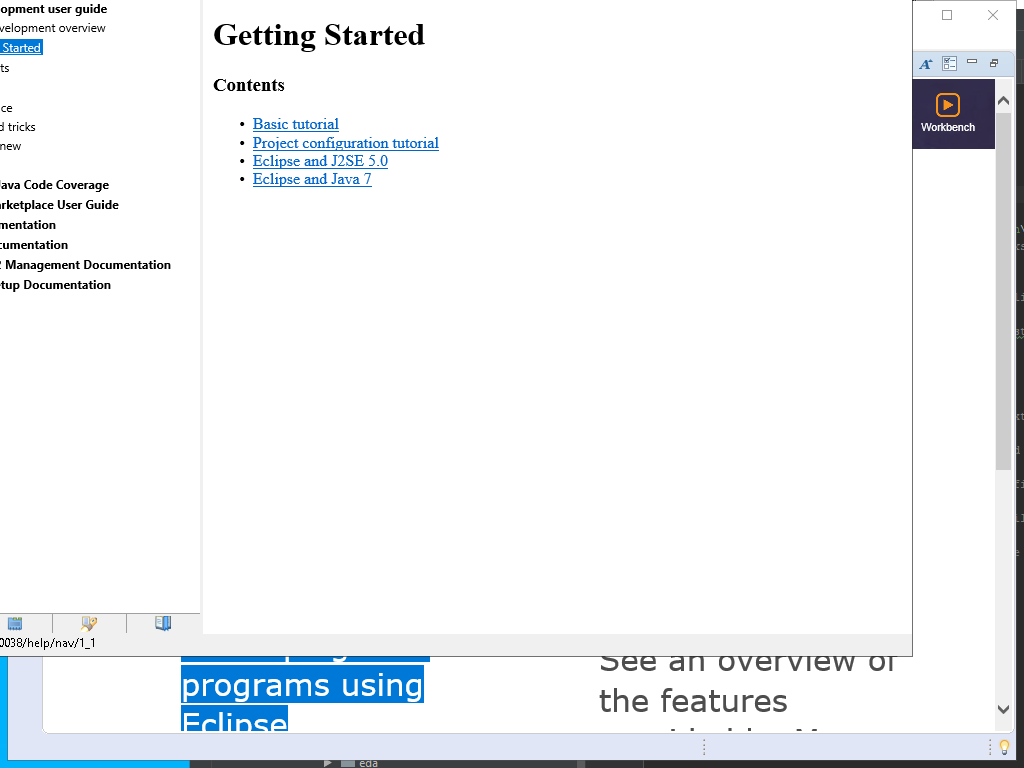 opment user guide
velopment overview
Started
ts
ce
d tricks
new
Java Code Coverage
rketplace User Guide
mentation
cumentation
2 Management Documentation
tup Documentation
Getting Started
Contents
• Basic tutorial
• Project configuration tutorial
• Eclipse and J2SE 5.0
• Eclipse and Java 7
Workbench
0038/help/nav/1_1
programs using
Eclipse
See an overview of
the features
eda